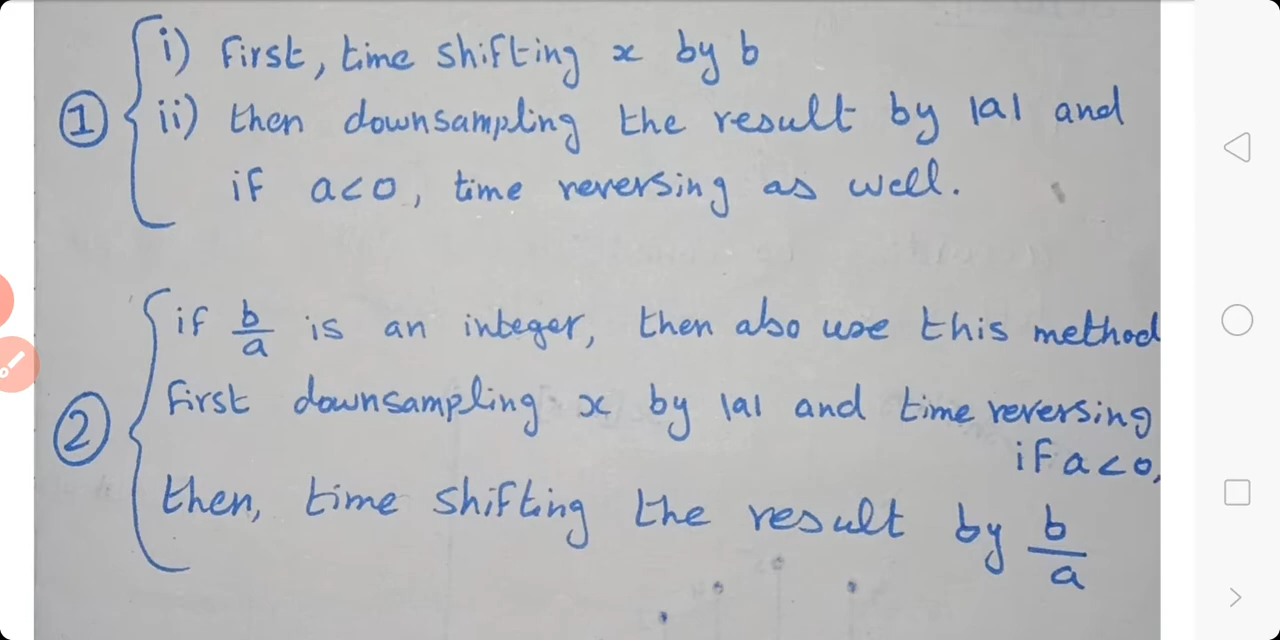 i) First, time shifting x by b
① ii) then downsampling the result by |a| and
if a<0, time reversing as well.
if b/a is an integer, then also use this method
First downsampling x by |a| and time reversing
if a<0,
②
then, time shifting the result by b/a